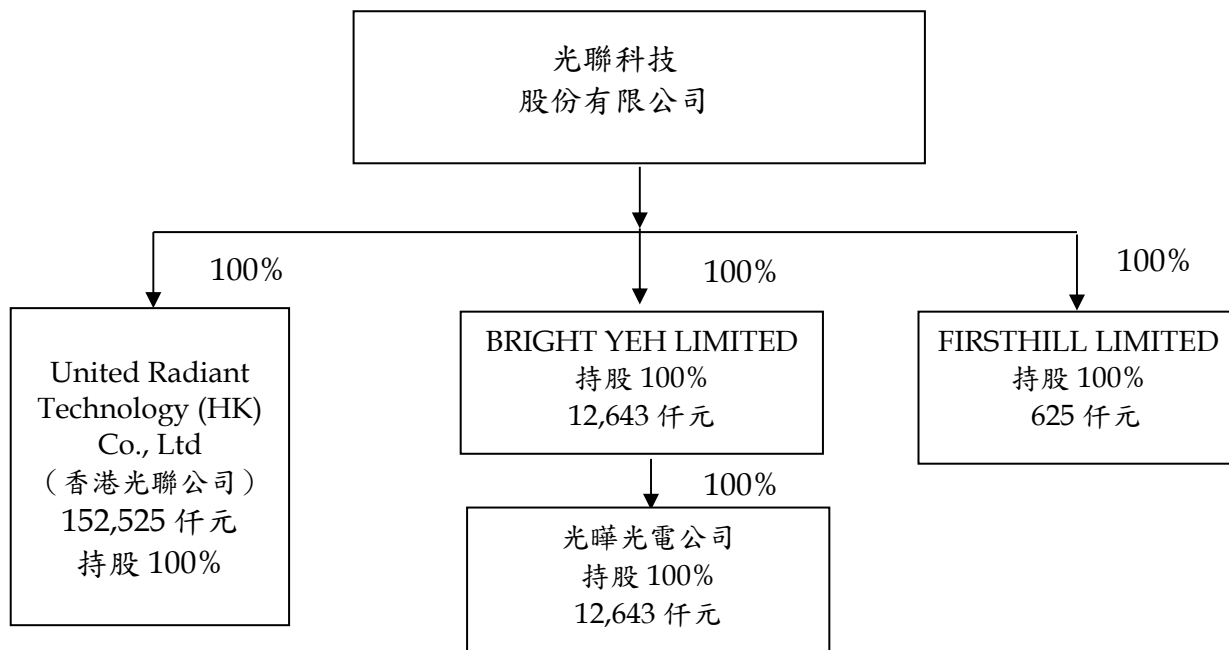 光聯科技
股份有限公司
100%
100%
100%
United Radiant
Technology (HK)
Co., Ltd
（香港光聯公司）
152,525 仟元
持股 100%
BRIGHT YEH LIMITED
持股 100%
12,643 仟元
FIRSTHILL LIMITED
持股 100%
625 仟元
100%
光曄光電公司
持股 100%
12,643 仟元